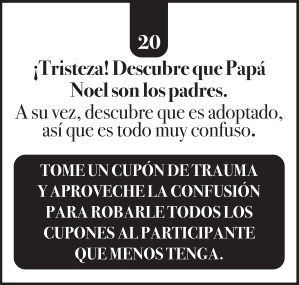 20
¡Tristeza! Descubre que Papá
Noel son los padres.
A su vez, descubre que es adoptado,
así que es todo muy confuso.
TOME UN CUPÓN DE TRAUMA
Y APROVECHE LA CONFUSIÓN
PARA ROBARLE TODOS LOS
CUPONES AL PARTICIPANTE
QUE MENOS TENGA.